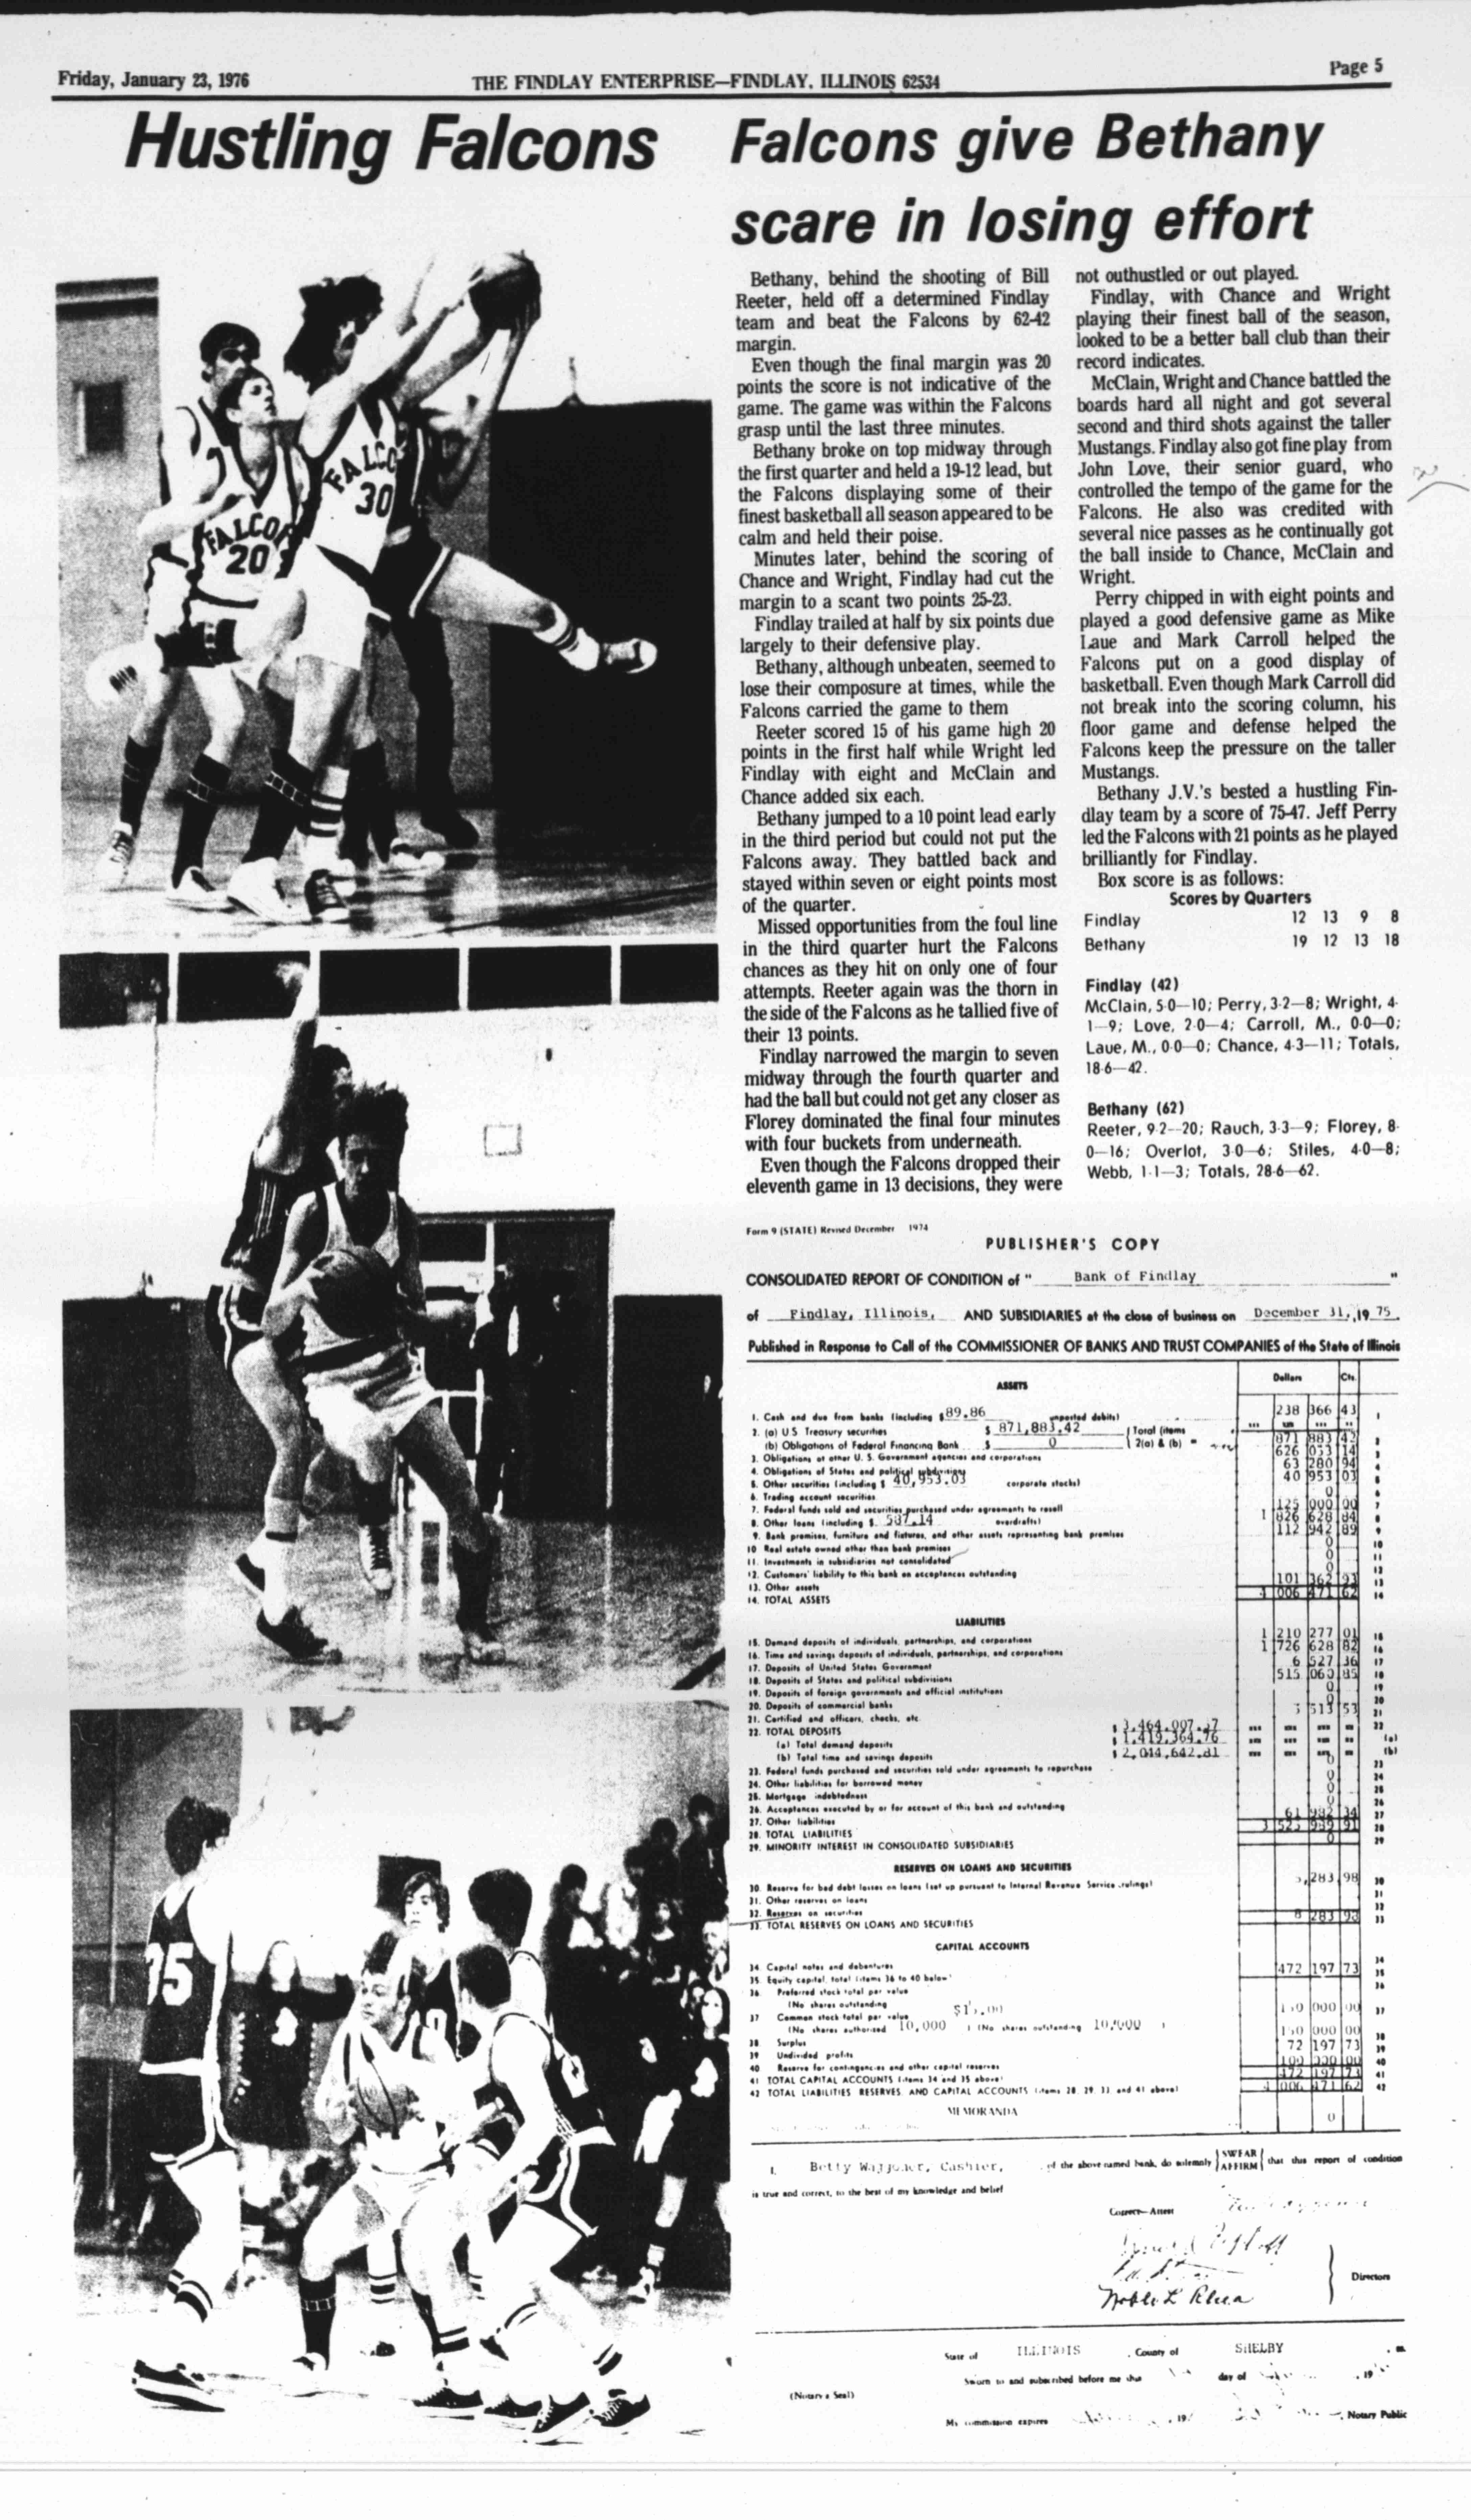 Friday, January 23, 1976
THE FINDLAY ENTERPRISE—FINDLAY, ILLINOIS 62534
Page 5
Hustling Falcons
FALCO
30
FALCON
20
15
Falcons give Bethany
scare in losing effort
Bethany, behind the shooting of Bill
Reeter, held off a determined Findlay
team and beat the Falcons by 62-42
margin.
Even though the final margin was 20
points the score is not indicative of the
game. The game was within the Falcons
grasp until the last three minutes.
Bethany broke on top midway through
the first quarter and held a 19-12 lead, but
the Falcons displaying some of their
finest basketball all season appeared to be
calm and held their poise.
Minutes later, behind the scoring of
Chance and Wright, Findlay had cut the
margin to a scant two points 25-23.
Findlay trailed at half by six points due
largely to their defensive play.
Bethany, although unbeaten, seemed to
lose their composure at times, while the
Falcons carried the game to them
Reeter scored 15 of his game high 20
points in the first half while Wright led
Findlay with eight and McClain and
Chance added six each.
Bethany jumped to a 10 point lead early
in the third period but could not put the
Falcons away. They battled back and
stayed within seven or eight points most
of the quarter.
Missed opportunities from the foul line
in the third quarter hurt the Falcons
chances as they hit on only one of four
attempts. Reeter again was the thorn in
the side of the Falcons as he tallied five of
their 13 points.
Findlay narrowed the margin to seven
midway through the fourth quarter and
had the ball but could not get any closer as
Florey dominated the final four minutes
with four buckets from underneath.
Even though the Falcons dropped their
eleventh game in 13 decisions, they were
not outhustled or out played.
Findlay, with Chance and Wright
playing their finest ball of the season,
looked to be a better ball club than their
record indicates.
McClain, Wright and Chance battled the
boards hard all night and got several
second and third shots against the taller
Mustangs. Findlay also got fine play from
John Love, their senior guard, who
controlled the tempo of the game for the
Falcons. He also was credited with
several nice passes as he continually got
the ball inside to Chance, McClain and
Wright.
Perry chipped in with eight points and
played a good defensive game as Mike
Laue and Mark Carroll helped the
Falcons put on a good display of
basketball. Even though Mark Carroll did
not break into the scoring column, his
floor game and defense helped the
Falcons keep the pressure on the taller
Mustangs.
Bethany J.V.'s bested a hustling Fin-
dlay team by a score of 75-47. Jeff Perry
led the Falcons with 21 points as he played
brilliantly for Findlay.
Box score is as follows:
Scores by Quarters
Findlay 12 13 9 8
Bethany 19 12 13 18
Findlay (42)
McClain, 5-0—10; Perry, 3-2—8; Wright, 4-
1—9; Love, 2-0—4; Carroll, M., 0-0—0;
Laue, M., 0-0—0; Chance, 4-3—11; Totals,
18-6—42.
Bethany (62)
Reeter, 9-2—20; Rauch, 3-3—9; Florey, 8-
0—16; Overlot, 3-0—6; Stiles, 4-0—8;
Webb, 1-1—3; Totals, 28-6—62.
Form 9 (STATE) Revised December 1974
PUBLISHER'S COPY
CONSOLIDATED REPORT OF CONDITION of " Bank of Findlay "
of Findlay, Illinois, AND SUBSIDIARIES at the close of business on December 31, 19 75.
Published in Response to Call of the COMMISSIONER OF BANKS AND TRUST COMPANIES of the State of Illinois
Dollars Cts.
ASSETS
1. Cash and due from banks (including $ 89.86 unposted debits) 238 366 43 1
2. (a) U.S. Treasury securities $ 871,883.42 (Total items
(b) Obligations of Federal Financing Bank $ 0 2(a) & (b) = 871 883 42 2
3. Obligations of other U. S. Government agencies and corporations 626 053 14 3
4. Obligations of States and political subdivisions 63 280 94 4
5. Other securities (including $ 40,953.03 corporate stocks) 40 953 03 5
6. Trading account securities 0 6
7. Federal funds sold and securities purchased under agreements to resell 125 000 00 7
8. Other loans (including $ 587.14 overdrafts) 1 826 628 84 8
9. Bank premises, furniture and fixtures, and other assets representing bank premises 112 942 89 9
10. Real estate owned other than bank premises 0 10
11. Investments in subsidiaries not consolidated 0 11
12. Customers' liability to this bank on acceptances outstanding 0 12
13. Other assets 101 362 93 13
14. TOTAL ASSETS 4 006 471 62 14
LIABILITIES
15. Demand deposits of individuals, partnerships, and corporations 1 210 277 01 15
16. Time and savings deposits of individuals, partnerships, and corporations 1 726 628 82 16
17. Deposits of United States Government 6 527 36 17
18. Deposits of States and political subdivisions 515 060 85 18
19. Deposits of foreign governments and official institutions 0 19
20. Deposits of commercial banks 0 20
21. Certified and officers, checks, etc. 5 513 53 21
22. TOTAL DEPOSITS $ 3,464,007.57 22
(a) Total demand deposits $ 1,419,364.76 (a)
(b) Total time and savings deposits $ 2,044,642.81 (b)
23. Federal funds purchased and securities sold under agreements to repurchase 0 23
24. Other liabilities for borrowed money 0 24
25. Mortgage indebtedness 0 25
26. Acceptances executed by or for account of this bank and outstanding 0 26
27. Other liabilities 61 982 34 27
28. TOTAL LIABILITIES 3 525 989 91 28
29. MINORITY INTEREST IN CONSOLIDATED SUBSIDIARIES 0 29
RESERVES ON LOANS AND SECURITIES
30. Reserve for bad debt losses on loans (set up pursuant to Internal Revenue Service rulings) 283 98 30
31. Other reserves on loans 31
32. Reserves on securities 32
33. TOTAL RESERVES ON LOANS AND SECURITIES 8 283 98 33
CAPITAL ACCOUNTS
34. Capital notes and debentures 34
35. Equity capital, total (items 36 to 40 below) 472 197 73 35
36. Preferred stock total par value 36
(No. shares outstanding
37. Common stock total par value $15.00 150 000 00 37
(No. shares authorized 10,000 ) (No. shares outstanding 10,000 )
38. Surplus 150 000 00 38
39. Undivided profits 72 197 73 39
40. Reserve for contingencies and other capital reserves 100 000 00 40
41. TOTAL CAPITAL ACCOUNTS (items 34 and 35 above) 472 197 73 41
42. TOTAL LIABILITIES RESERVES AND CAPITAL ACCOUNTS (items 28 29 33 and 41 above) 4 006 471 62 42
MEMORANDA
0
I, Betty Waggoner, Cashier, of the above named bank, do solemnly SWEAR AFFIRM that this report of condition
is true and correct, to the best of my knowledge and belief
Correct—Attest
Directors
State of ILLINOIS , County of SHELBY
Sworn to and subscribed before me this day of , 19
(Notary's Seal)
My commission expires , 19 , Notary Public